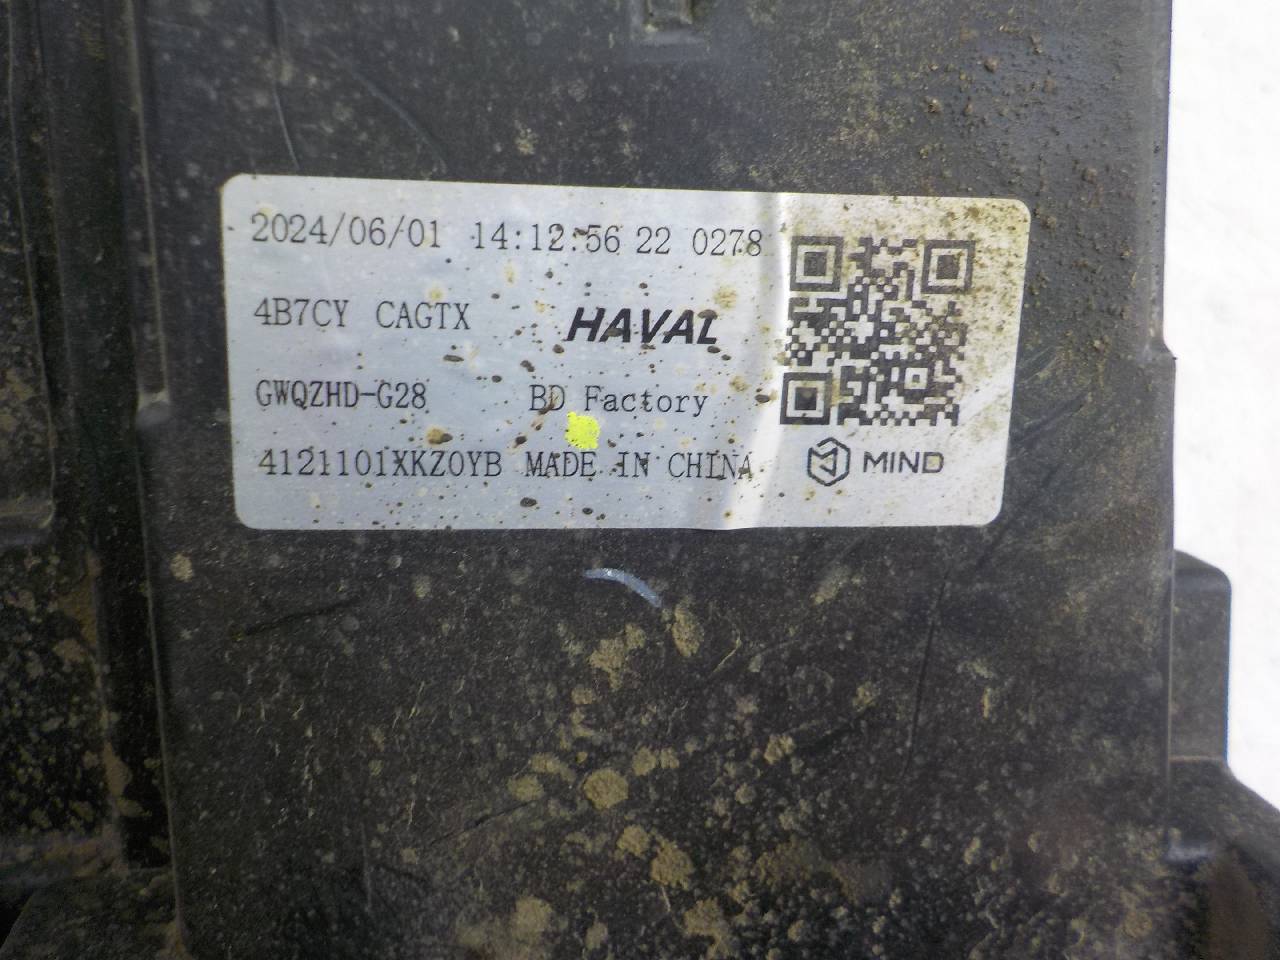 2024/06/01 14:12:56 22 0278
4B7CY CAGTX HAVAL
GWQZHD-G28 BD Factory
4121101XKZ0YB MADE IN CHINA MIND